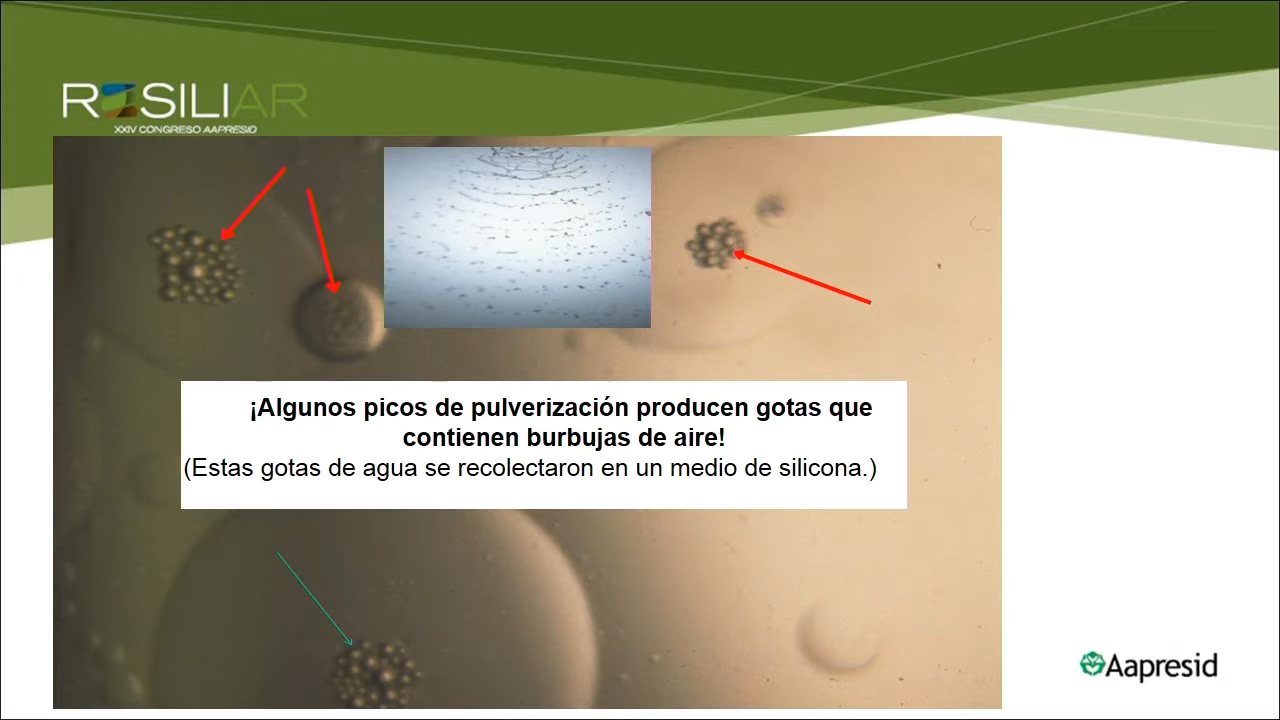 RESILIAR
XXIV CONGRESO AAPRESID
¡Algunos picos de pulverización producen gotas que
contienen burbujas de aire!
(Estas gotas de agua se recolectaron en un medio de silicona.)
Aapresid